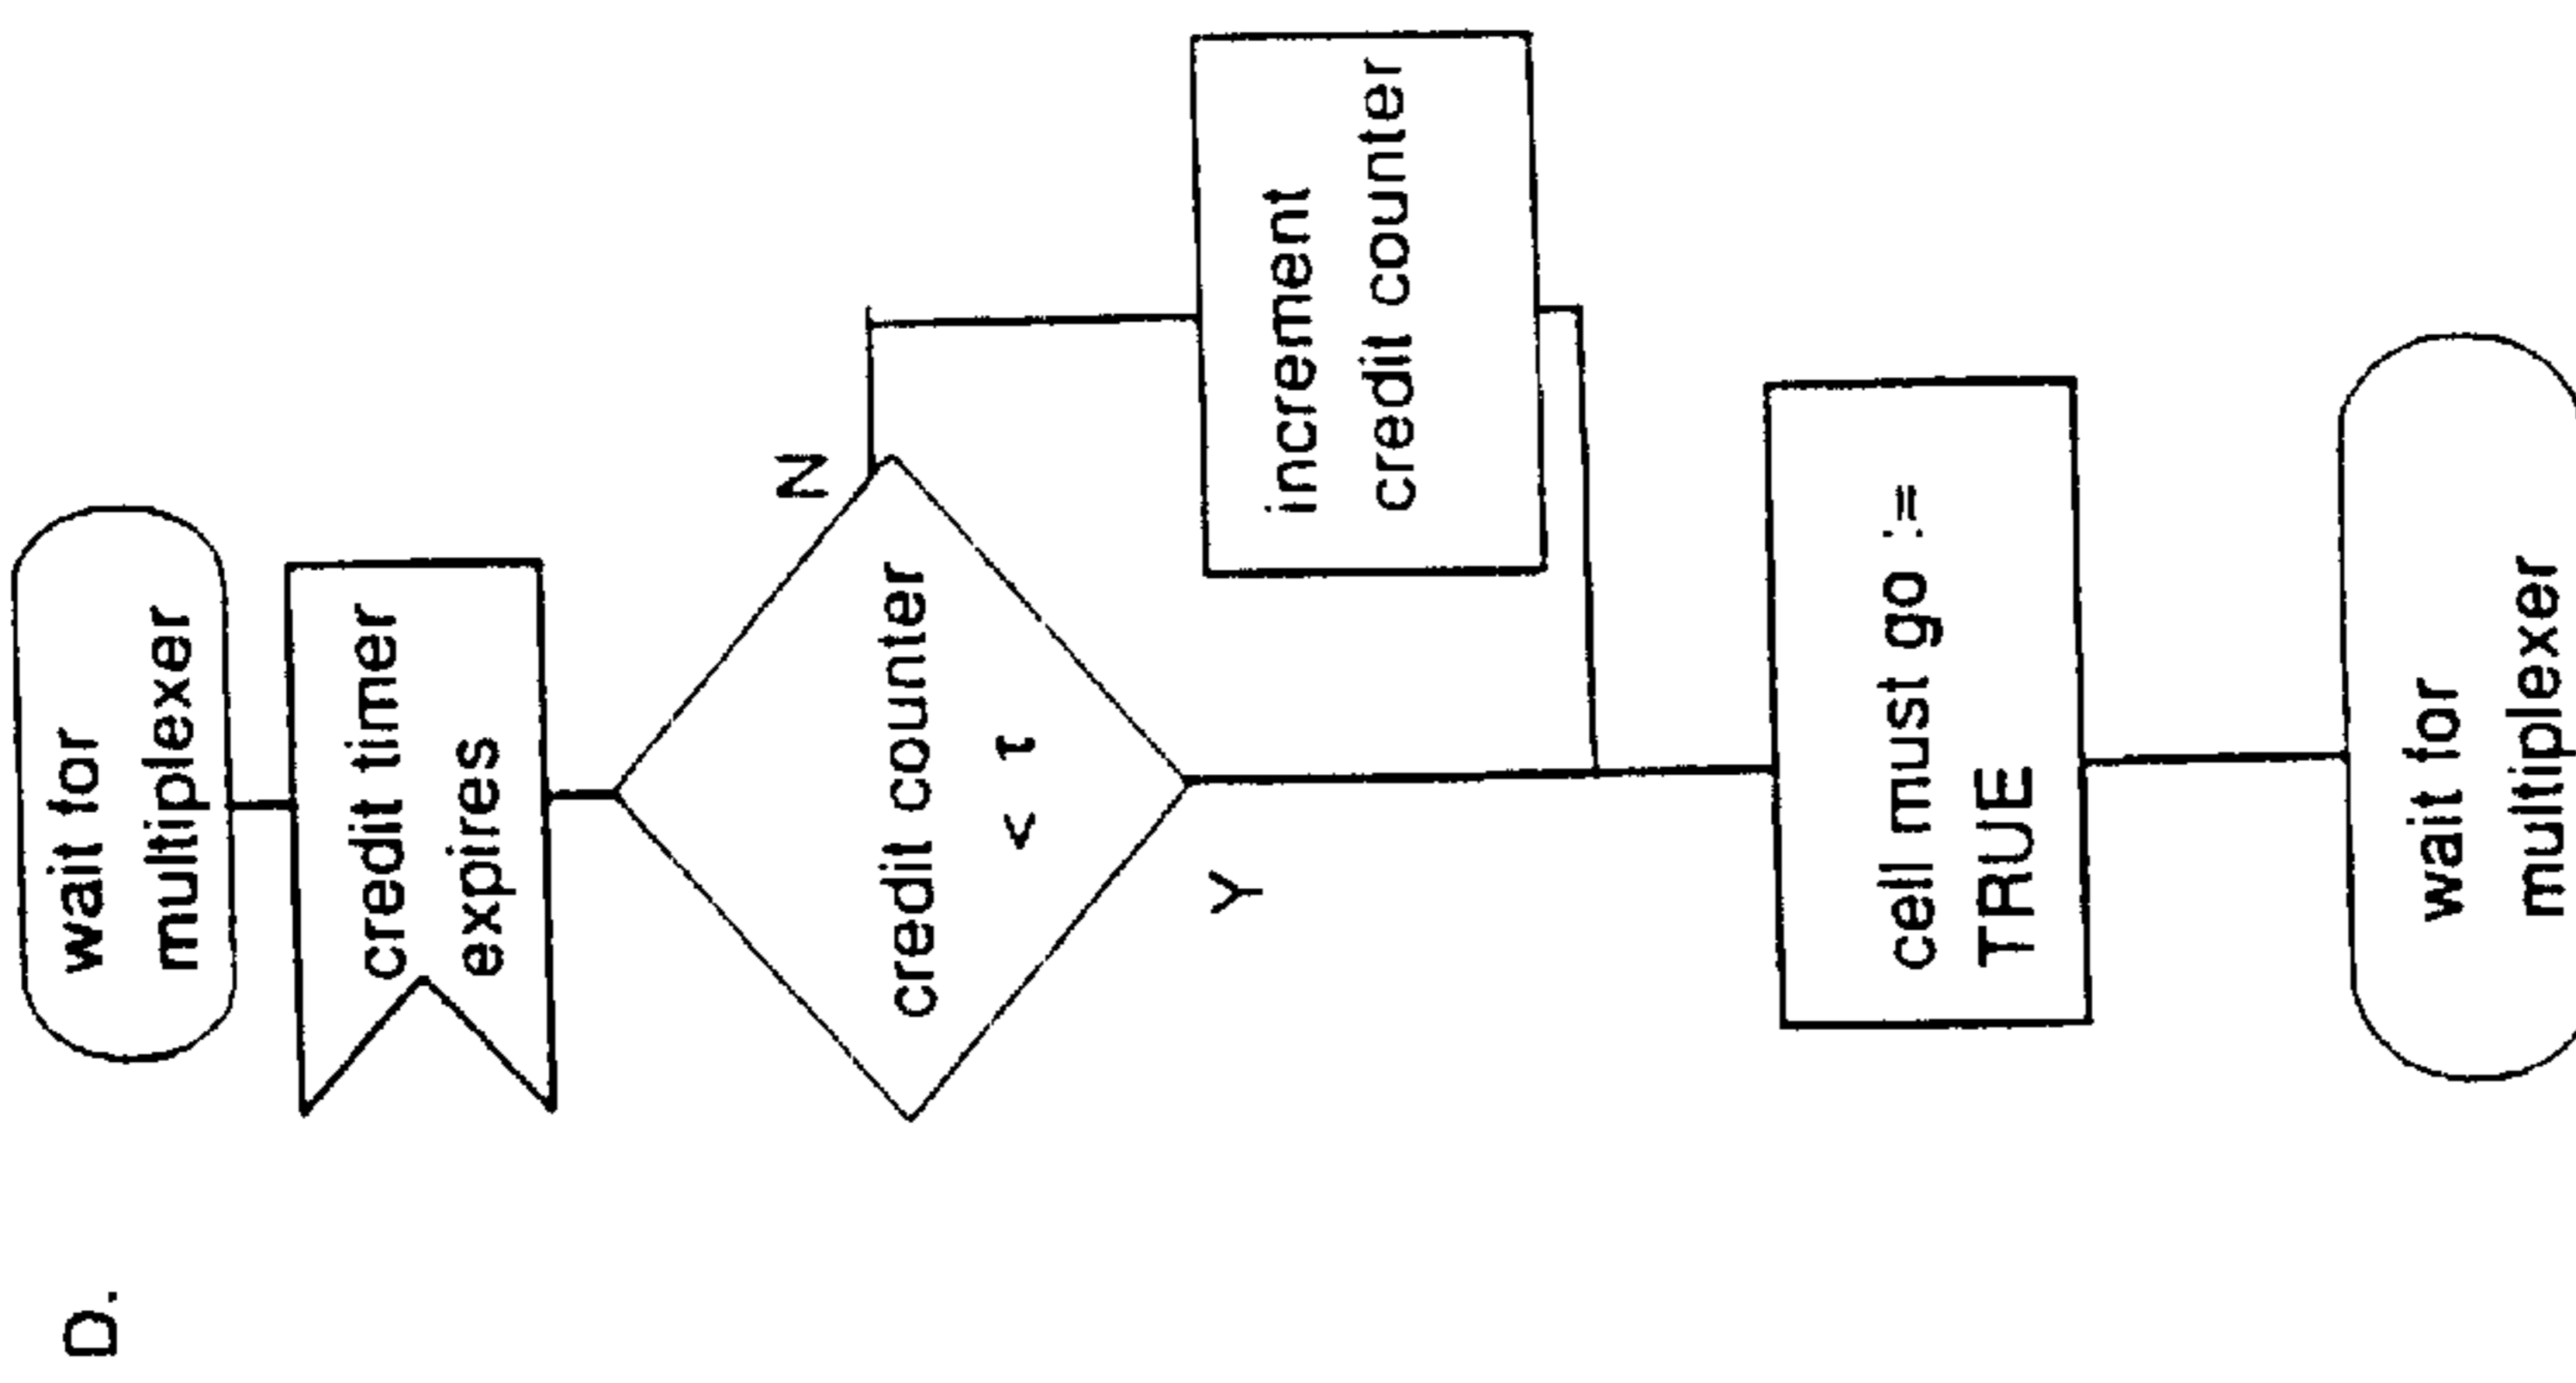 D.
wait for
multiplexer
credit timer
expires
credit counter
< τ
N
Y
increment
credit counter
cell must go :=
TRUE
wait for
multiplexer